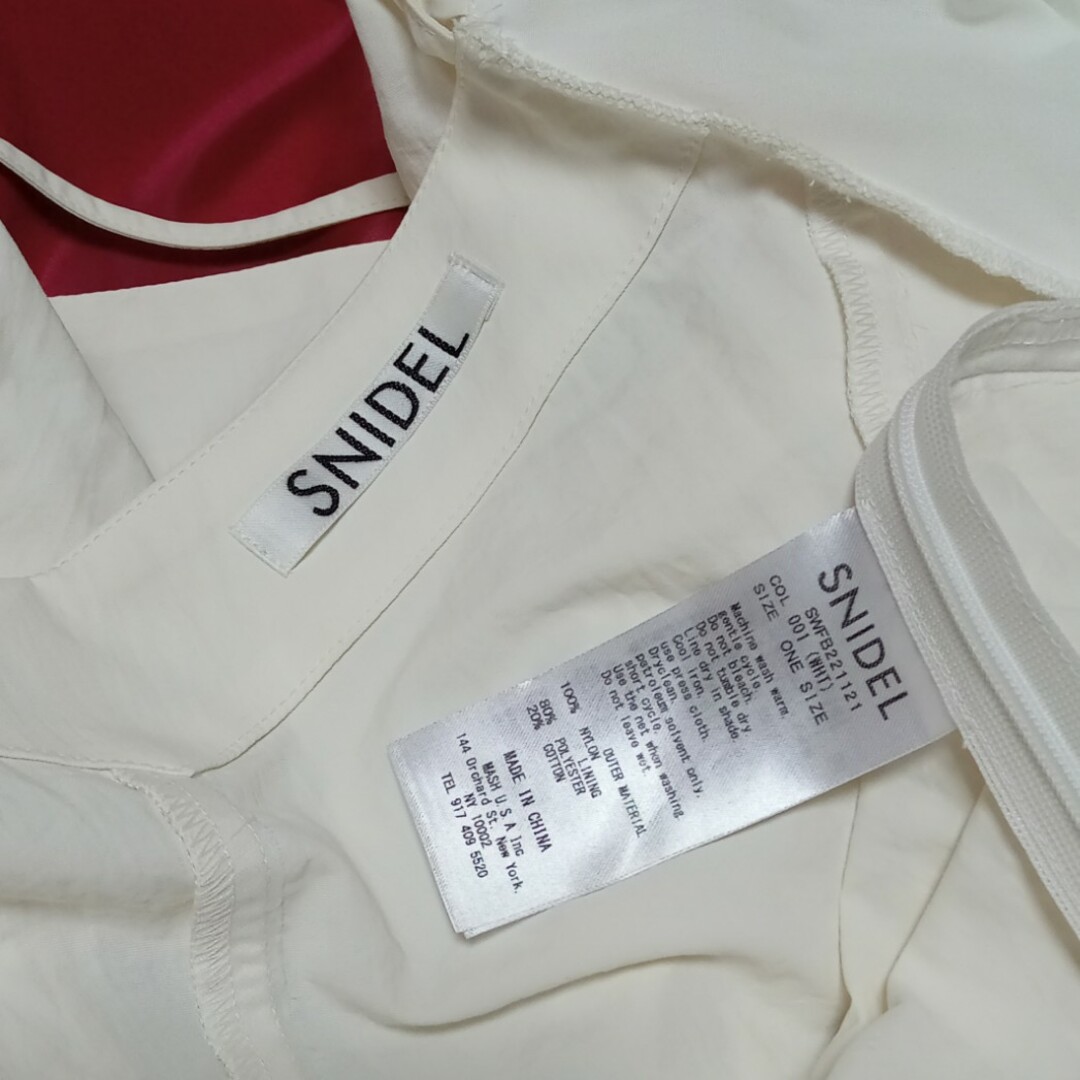 SNIDEL
SNIDEL
SWFB221121
COL 001 (WHT)
SIZE ONE SIZE
Machine wash warm.
gentle cycle.
Do not bleach.
Do not tumble dry
Line dry in shade.
Cool iron.
use press cloth.
Dryclean.
petroleum solvent only.
short cycle.
Use the net when washing.
Do not leave wet.
OUTER MATERIAL
100% NYLON
LINING
80% POLYESTER
20% COTTON
MADE IN CHINA
MASH U.S.A Inc
144 Orchard St. New York.
NY 10002
TEL 917 409 5520